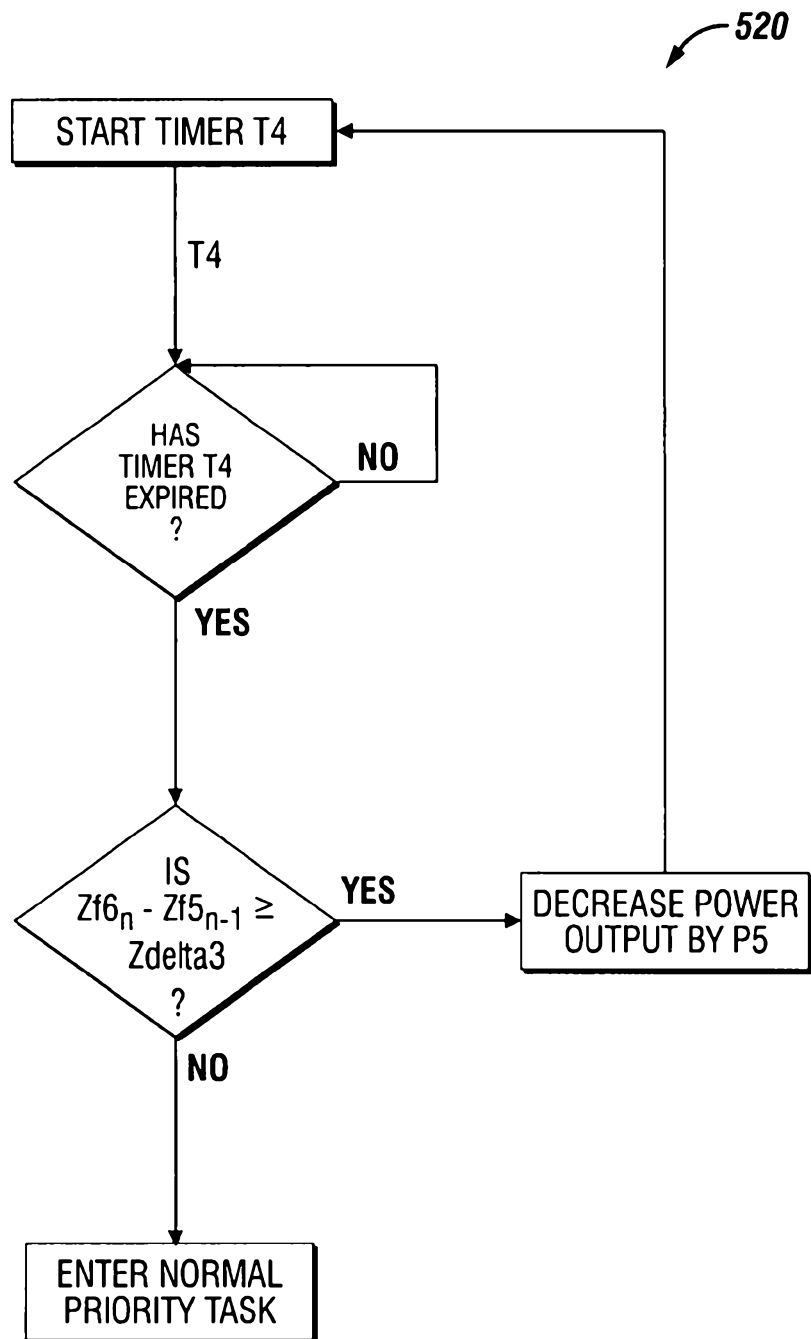 520
START TIMER T4
T4
HAS
TIMER T4
EXPIRED
?
NO
YES
IS
Zf6n - Zf5n-1 ≥
Zdelta3
?
YES
DECREASE POWER
OUTPUT BY P5
NO
ENTER NORMAL
PRIORITY TASK